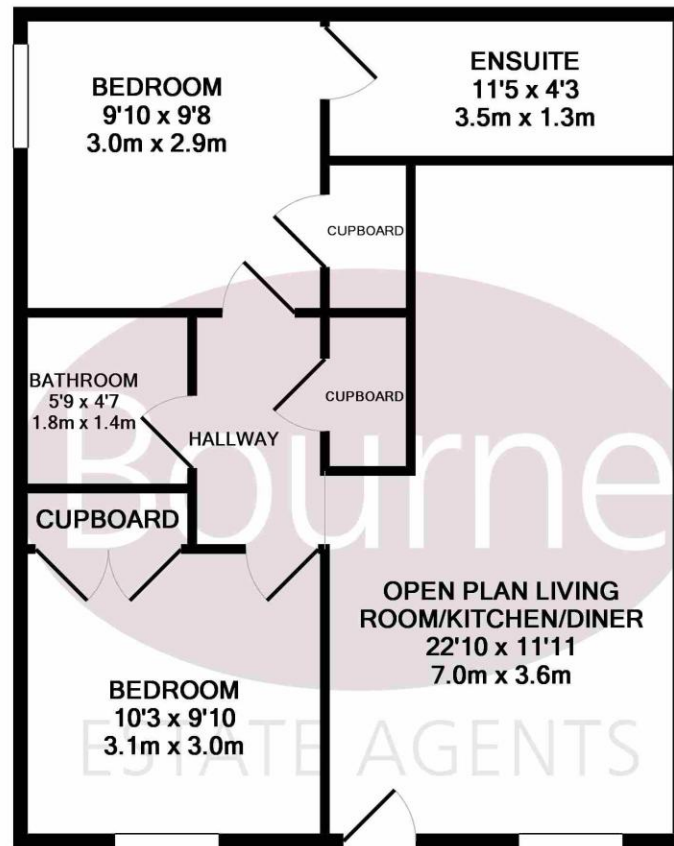 BEDROOM
9'10 x 9'8
3.0m x 2.9m
ENSUITE
11'5 x 4'3
3.5m x 1.3m
CUPBOARD
BATHROOM
5'9 x 4'7
1.8m x 1.4m
HALLWAY
CUPBOARD
CUPBOARD
Bourne
OPEN PLAN LIVING
ROOM/KITCHEN/DINER
22'10 x 11'11
7.0m x 3.6m
BEDROOM
10'3 x 9'10
3.1m x 3.0m
ESTATE AGENTS